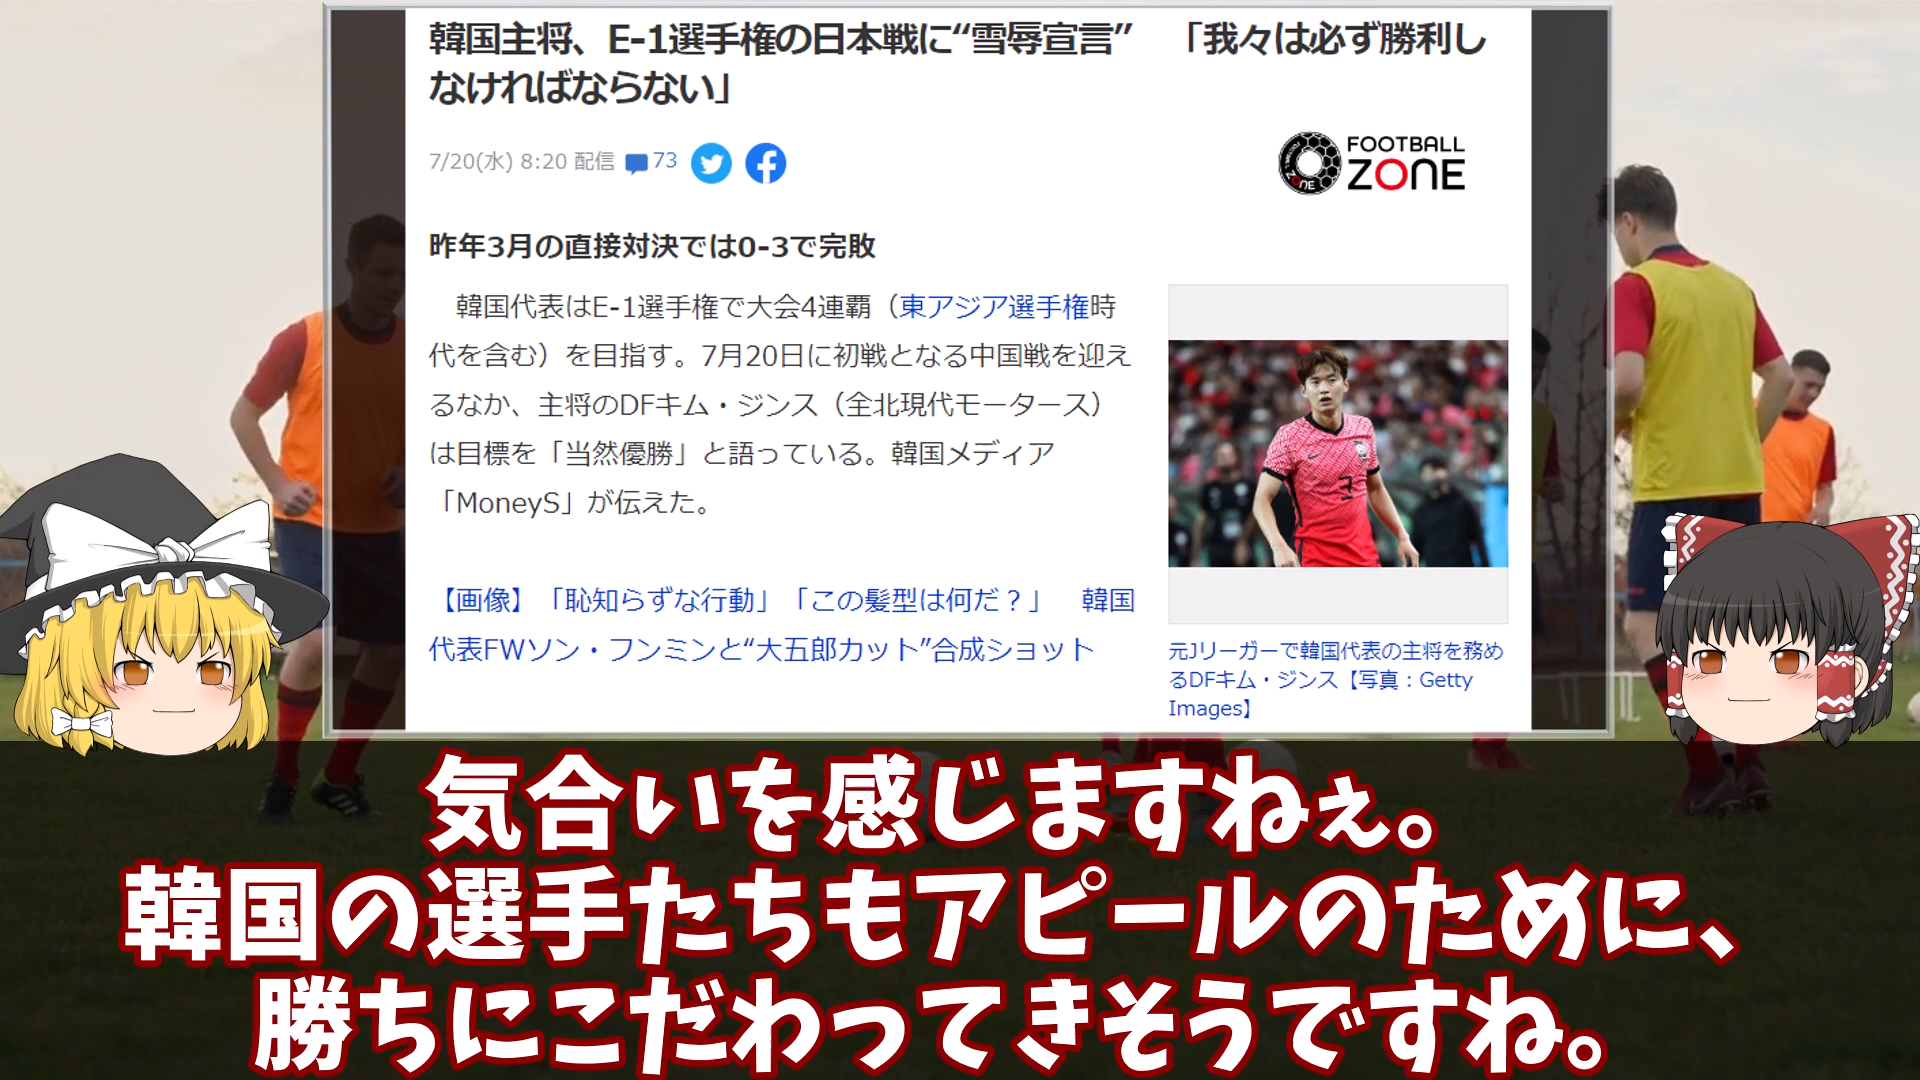 韓国主将、E-1選手権の日本戦に“雪辱宣言” 「我々は必ず勝利し
なければならない」
7/20(水) 8:20 配信 73
FOOTBALL
ZONE
昨年3月の直接対決では0-3で完敗
韓国代表はE-1選手権で大会4連覇（東アジア選手権時
代を含む）を目指す。7月20日に初戦となる中国戦を迎え
るなか、主将のDFキム・ジンス（全北現代モータース）
は目標を「当然優勝」と語っている。韓国メディア
「MoneyS」が伝えた。
【画像】「恥知らずな行動」「この髪型は何だ？」 韓国
代表FWソン・フンミンと“大五郎カット”合成ショット
元Jリーガーで韓国代表の主将を務め
るDFキム・ジンス【写真：Getty
Images】
気合いを感じますねぇ。
韓国の選手たちもアピールのために、
勝ちにこだわってきそうですね。